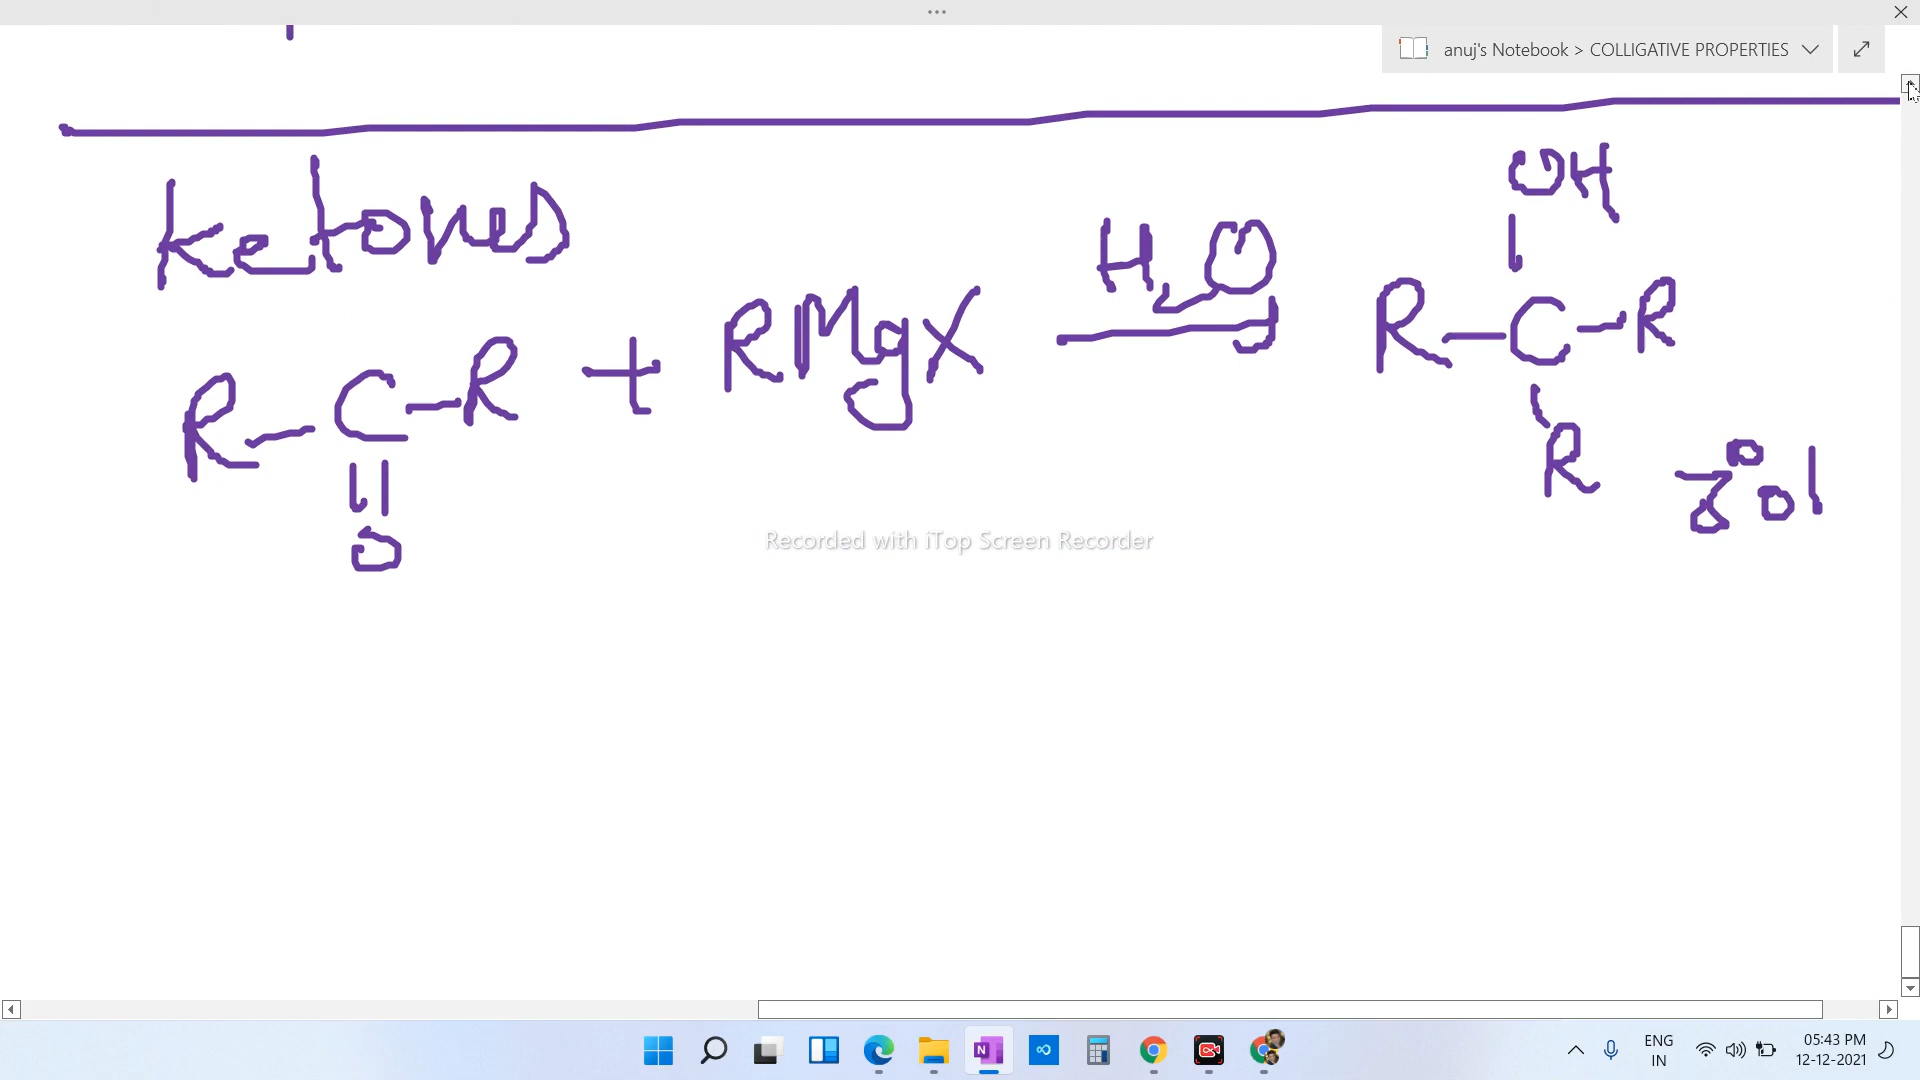 anuj's Notebook > COLLIGATIVE PROPERTIES
Ketones
OH
H2O
R-C-R + RMgX → R-C-R
||
O
R
3° ol
Recorded with iTop Screen Recorder
ENG
IN
05:43 PM
12-12-2021